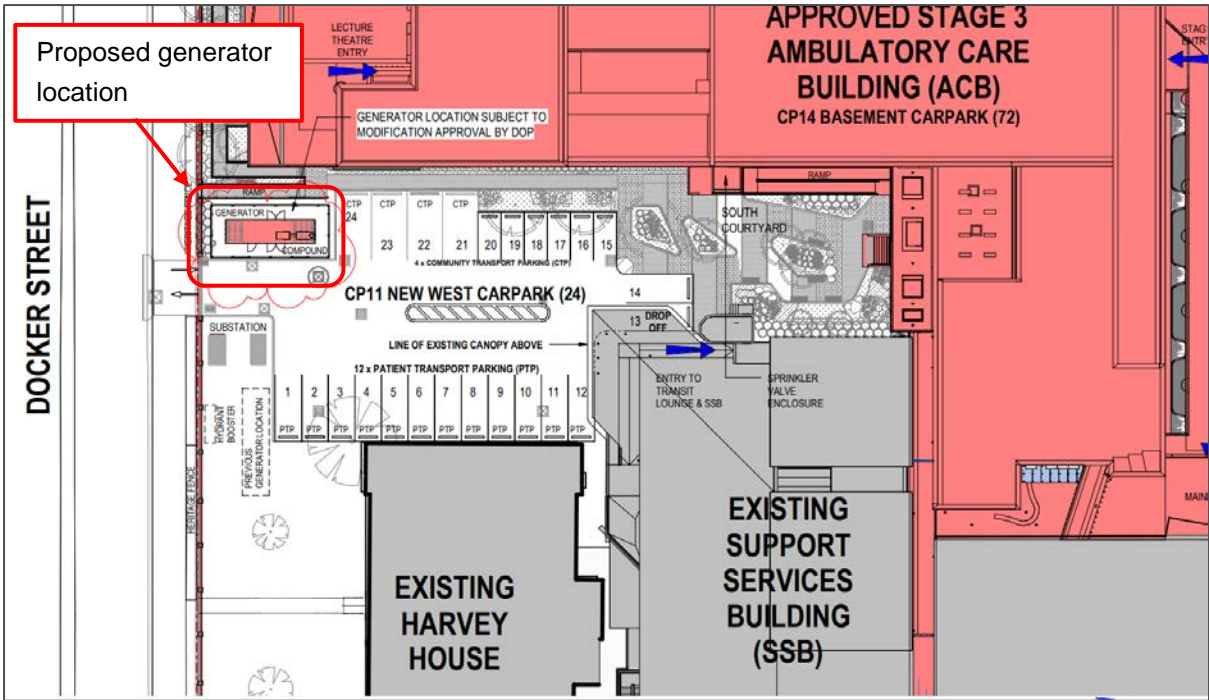 Proposed generator
location
LECTURE
THEATRE
ENTRY
GENERATOR LOCATION SUBJECT TO
MODIFICATION APPROVAL BY DOP
APPROVED STAGE 3
AMBULATORY CARE
BUILDING (ACB)
CP14 BASEMENT CARPARK (72)
RAMP
GENERATOR
COMPOUND
CTP
24
CTP
CTP
CTP
23
22
21
20
19
18
17
16
15
4 x COMMUNITY TRANSPORT PARKING (CTP)
RAMP
SOUTH
COURTYARD
DOCKER STREET
CP11 NEW WEST CARPARK (24)
14
13
DROP
OFF
SUBSTATION
LINE OF EXISTING CANOPY ABOVE
12 x PATIENT TRANSPORT PARKING (PTP)
1
2
3
4
5
6
7
8
9
10
11
12
PTP
PTP
PTP
PTP
PTP
PTP
PTP
PTP
PTP
PTP
PTP
PTP
ENTRY TO
TRANSIT
LOUNGE & SSB
SPRINKLER
VALVE
ENCLOSURE
HYDRANT
BOOSTER
PREVIOUS
GENERATOR LOCATION
HERITAGE FENCE
EXISTING
HARVEY
HOUSE
EXISTING
SUPPORT
SERVICES
BUILDING
(SSB)